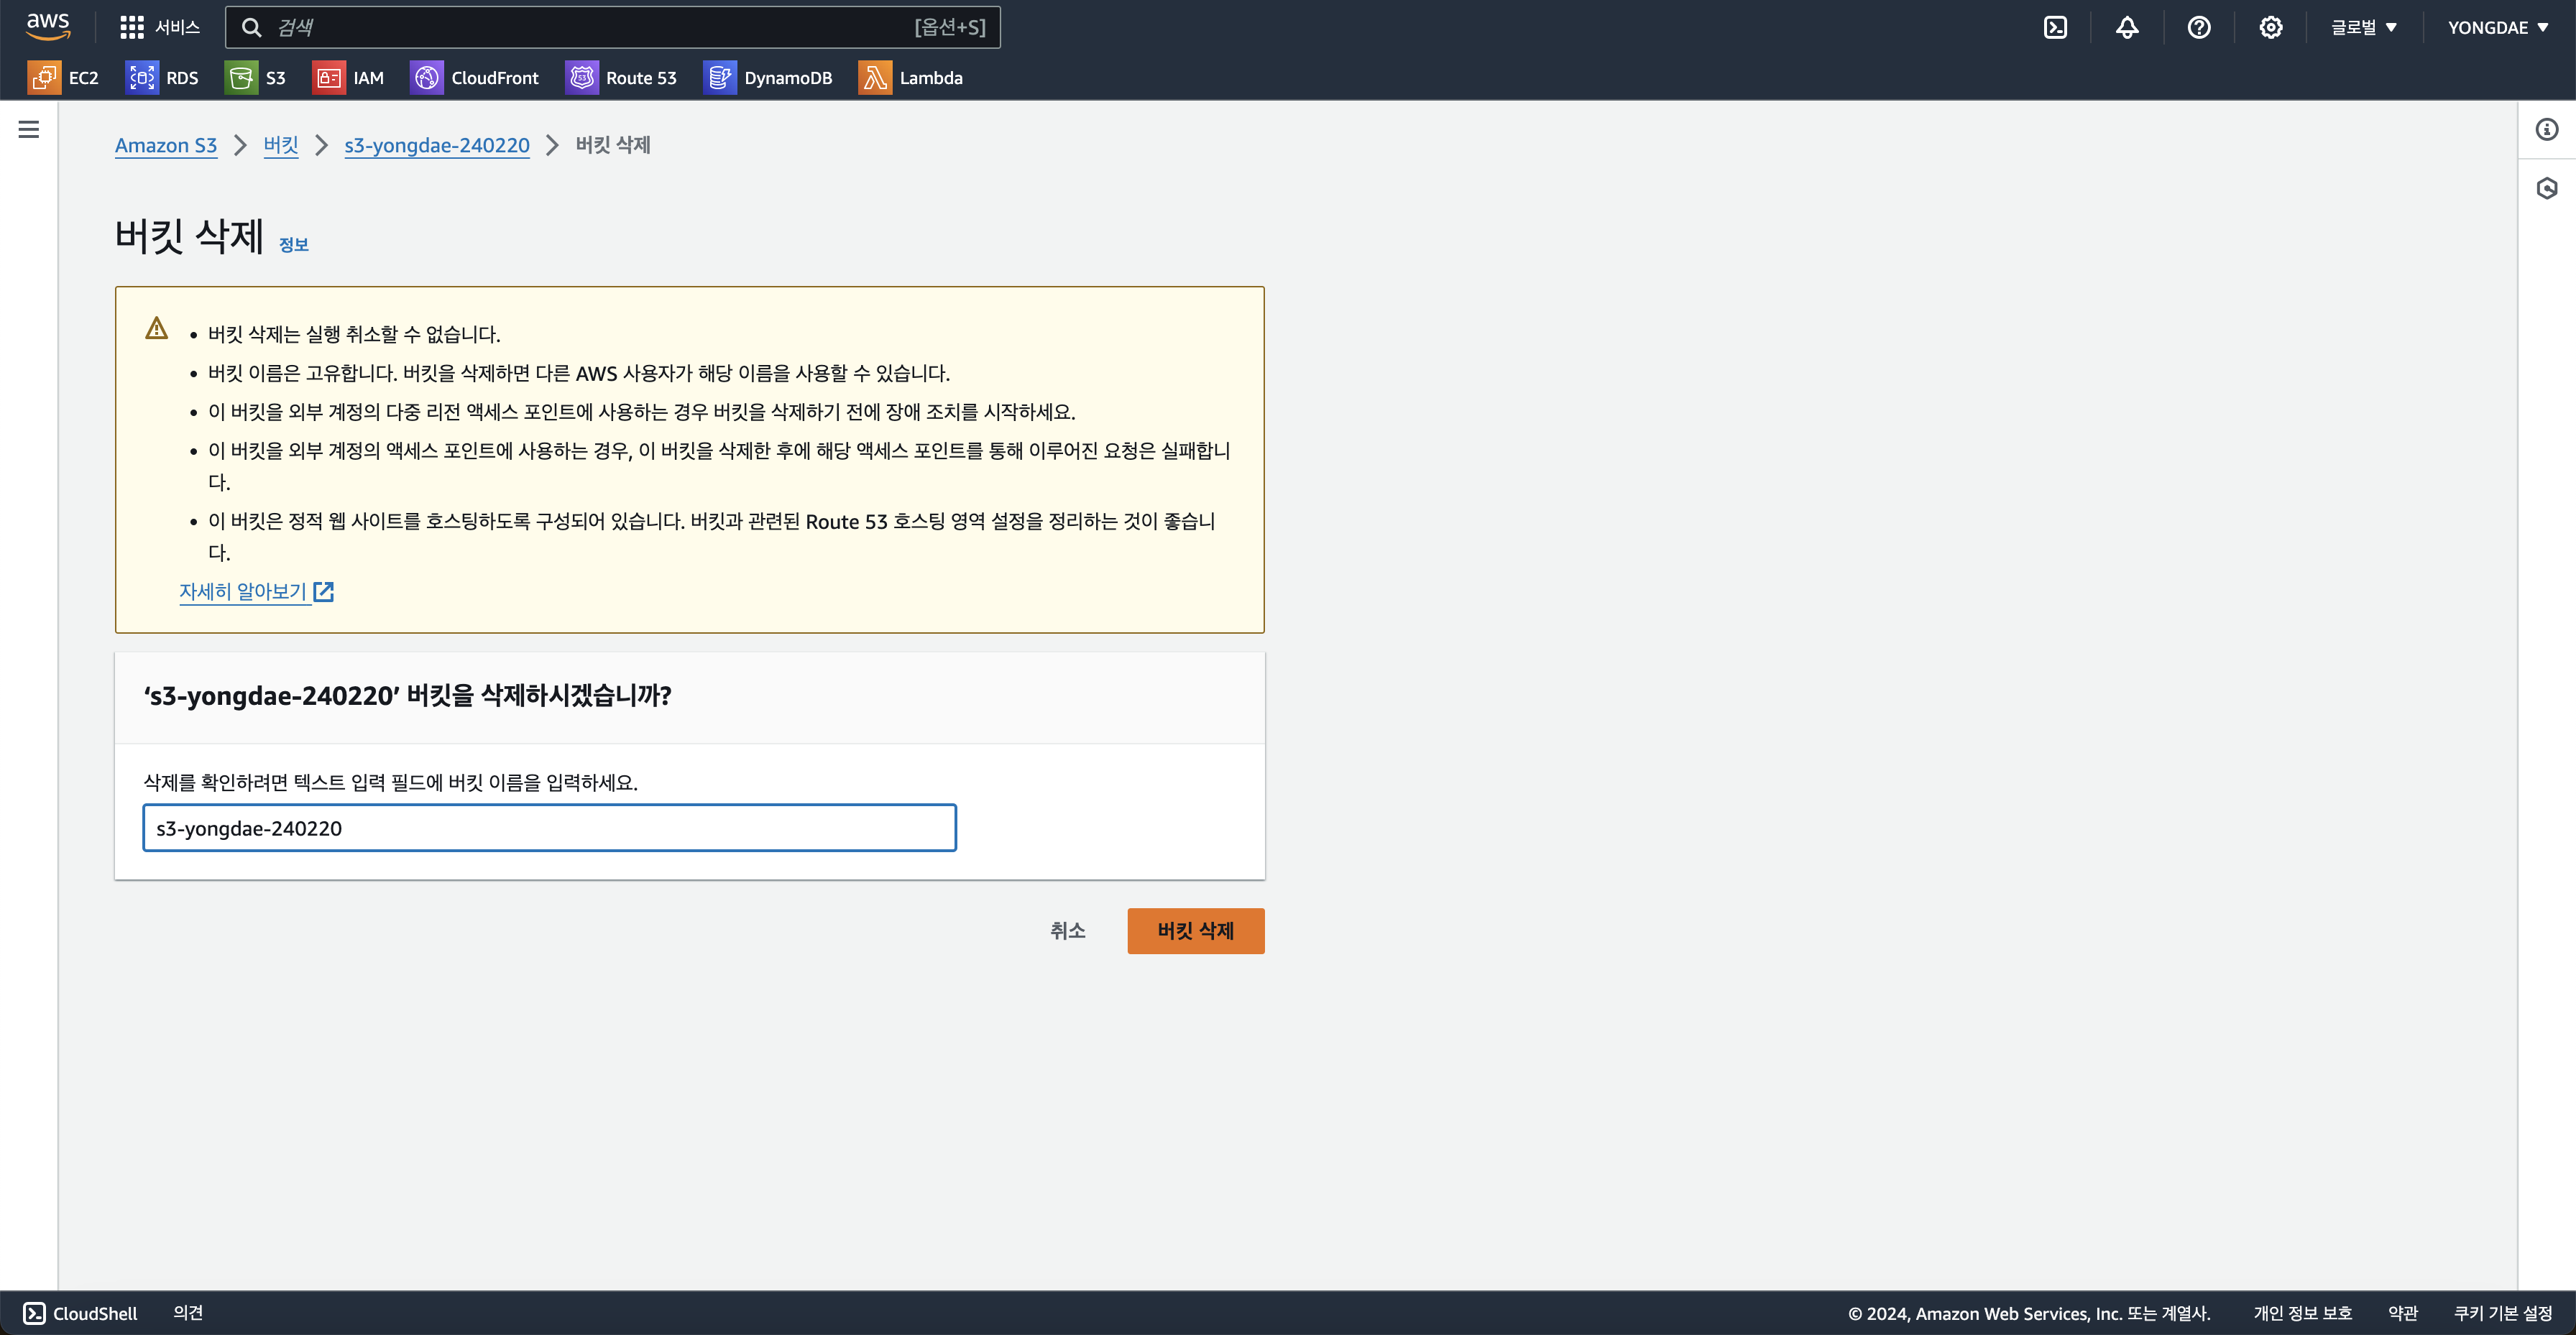 aws
서비스
검색
[옵션+S]
글로벌
YONGDAE
EC2
RDS
S3
IAM
CloudFront
Route 53
DynamoDB
Lambda
Amazon S3 > 버킷 > s3-yongdae-240220 > 버킷 삭제
버킷 삭제 정보
• 버킷 삭제는 실행 취소할 수 없습니다.
• 버킷 이름은 고유합니다. 버킷을 삭제하면 다른 AWS 사용자가 해당 이름을 사용할 수 있습니다.
• 이 버킷을 외부 계정의 다중 리전 액세스 포인트에 사용하는 경우 버킷을 삭제하기 전에 장애 조치를 시작하세요.
• 이 버킷을 외부 계정의 액세스 포인트에 사용하는 경우, 이 버킷을 삭제한 후에 해당 액세스 포인트를 통해 이루어진 요청은 실패합니
다.
• 이 버킷은 정적 웹 사이트를 호스팅하도록 구성되어 있습니다. 버킷과 관련된 Route 53 호스팅 영역 설정을 정리하는 것이 좋습니
다.
자세히 알아보기
‘s3-yongdae-240220’ 버킷을 삭제하시겠습니까?
삭제를 확인하려면 텍스트 입력 필드에 버킷 이름을 입력하세요.
s3-yongdae-240220
취소
버킷 삭제
CloudShell
의견
© 2024, Amazon Web Services, Inc. 또는 계열사.
개인 정보 보호
약관
쿠키 기본 설정